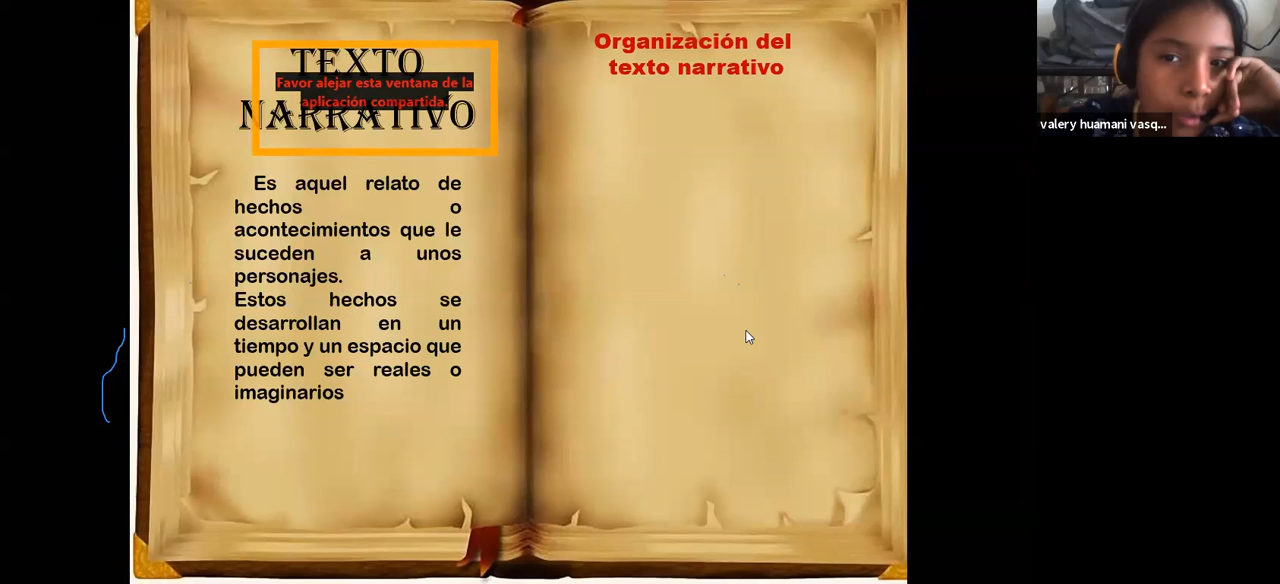 TEXTO
Favor alejar esta ventana de la
aplicación compartida.
NARRATIVO
Es aquel relato de
hechos o
acontecimientos que le
suceden a unos
personajes.
Estos hechos se
desarrollan en un
tiempo y un espacio que
pueden ser reales o
imaginarios
Organización del
texto narrativo
valery huamani vasq...